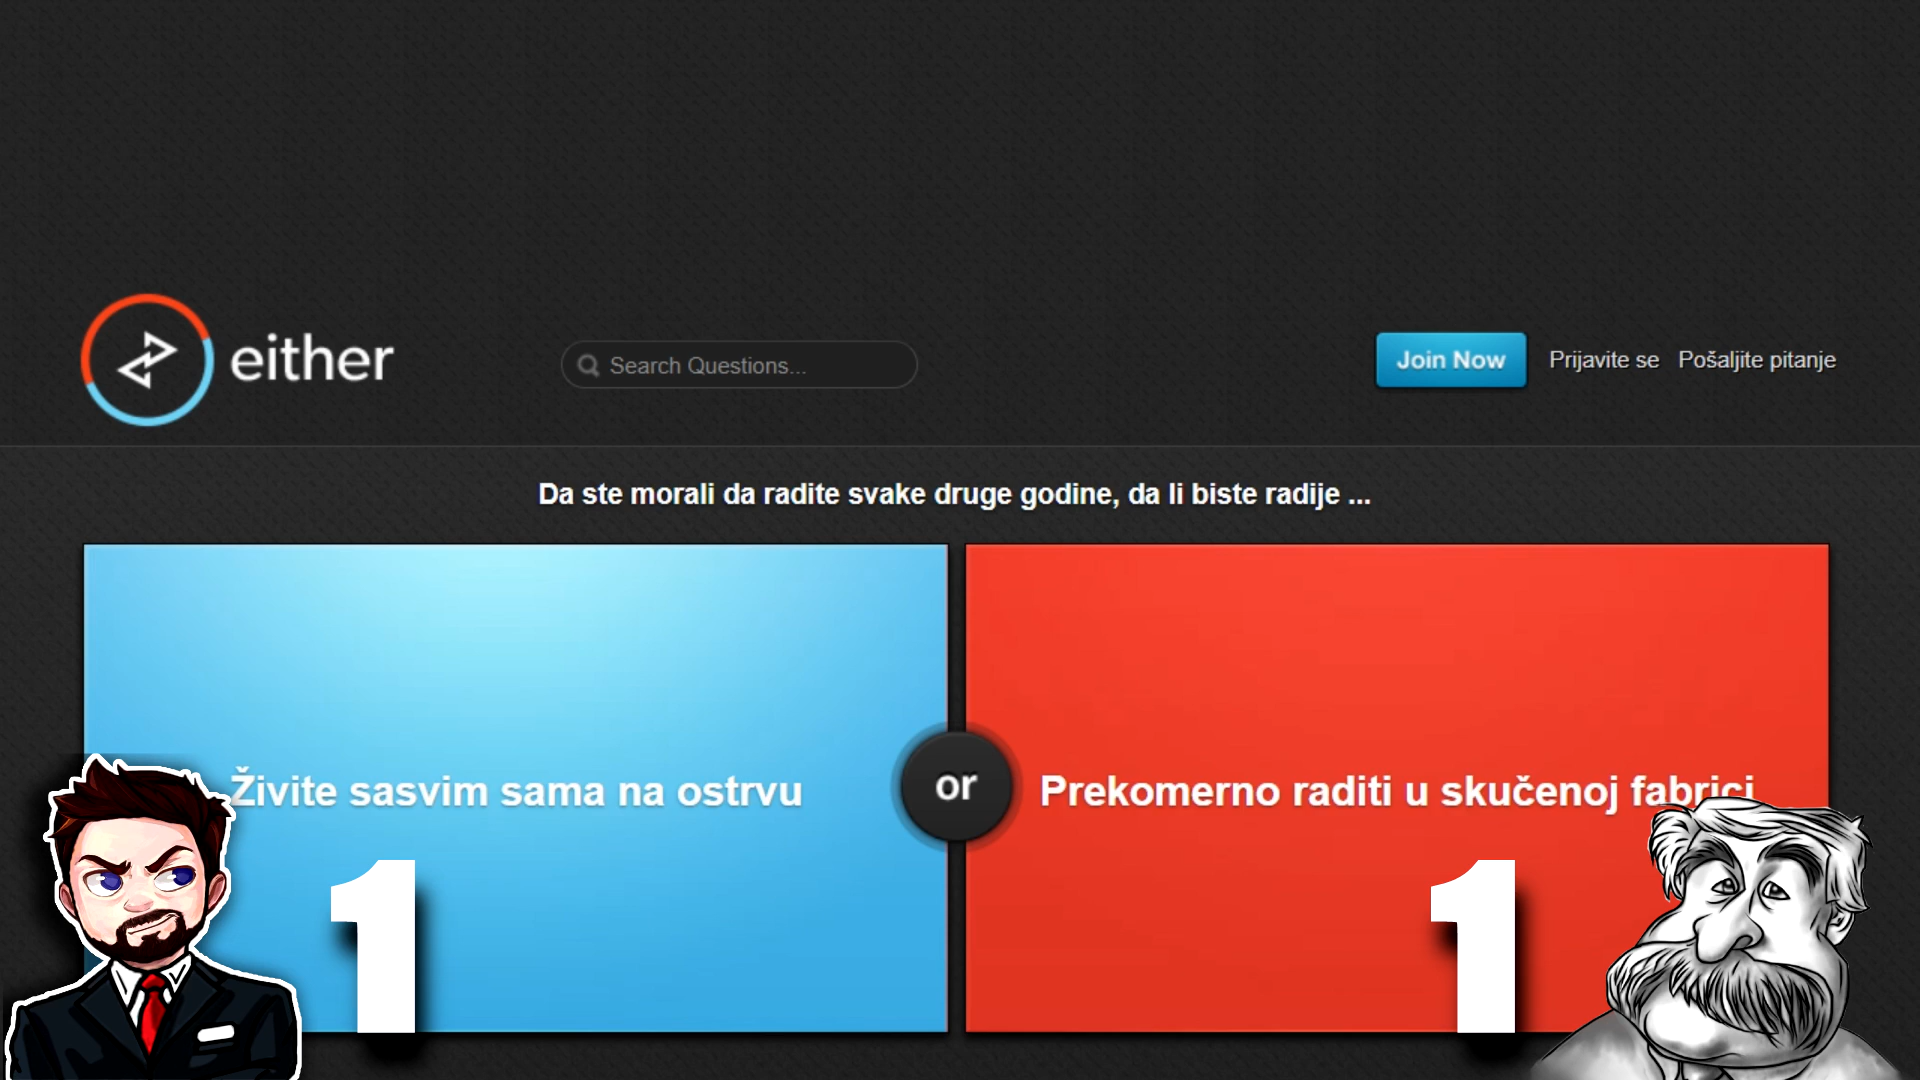 either
Search Questions...
Join Now
Prijavite se
Pošaljite pitanje
Da ste morali da radite svake druge godine, da li biste radije ...
Živite sasvim sama na ostrvu
or
Prekomerno raditi u skučenoj fabrici
1
1